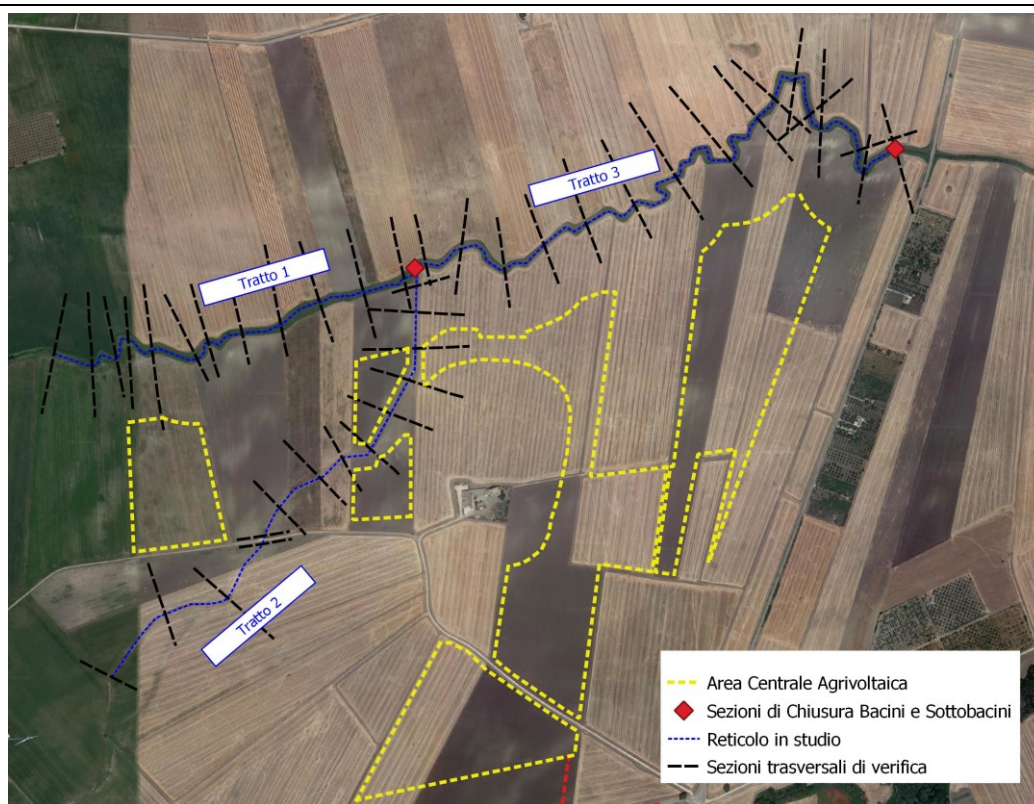 Tratto 3
Tratto 1
Tratto 2
Area Centrale Agrivoltaica
Sezioni di Chiusura Bacini e Sottobacini
Reticolo in studio
Sezioni trasversali di verifica